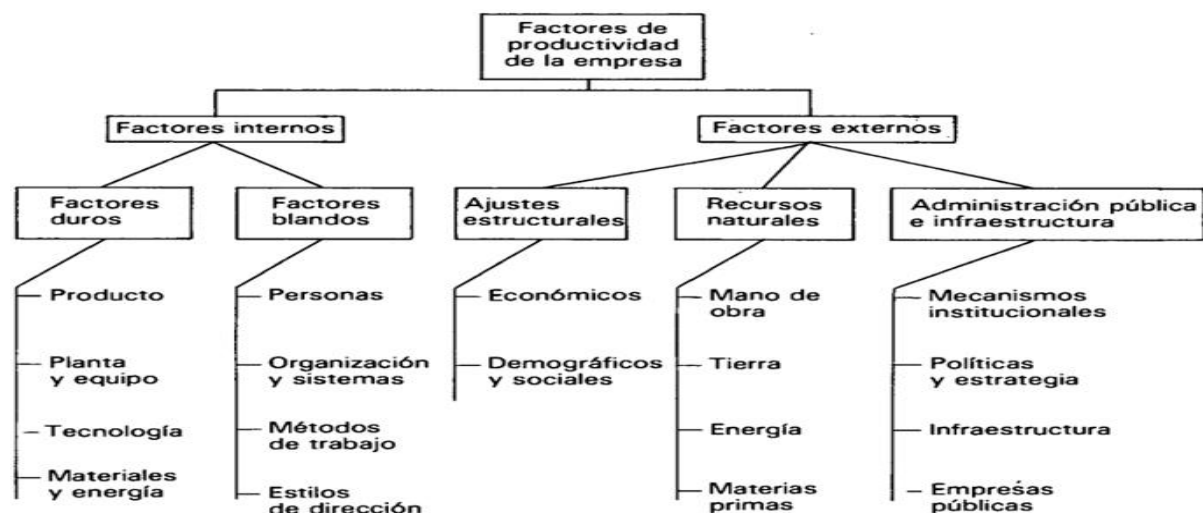 Factores de
productividad
de la empresa
Factores internos
Factores externos
Factores
duros
Factores
blandos
Ajustes
estructurales
Recursos
naturales
Administración pública
e infraestructura
Producto
Planta
y equipo
Tecnología
Materiales
y energía
Personas
Organización
y sistemas
Métodos
de trabajo
Estilos
de dirección
Económicos
Demográficos
y sociales
Mano de
obra
Tierra
Energía
Materias
primas
Mecanismos
institucionales
Políticas
y estrategia
Infraestructura
Empresas
públicas